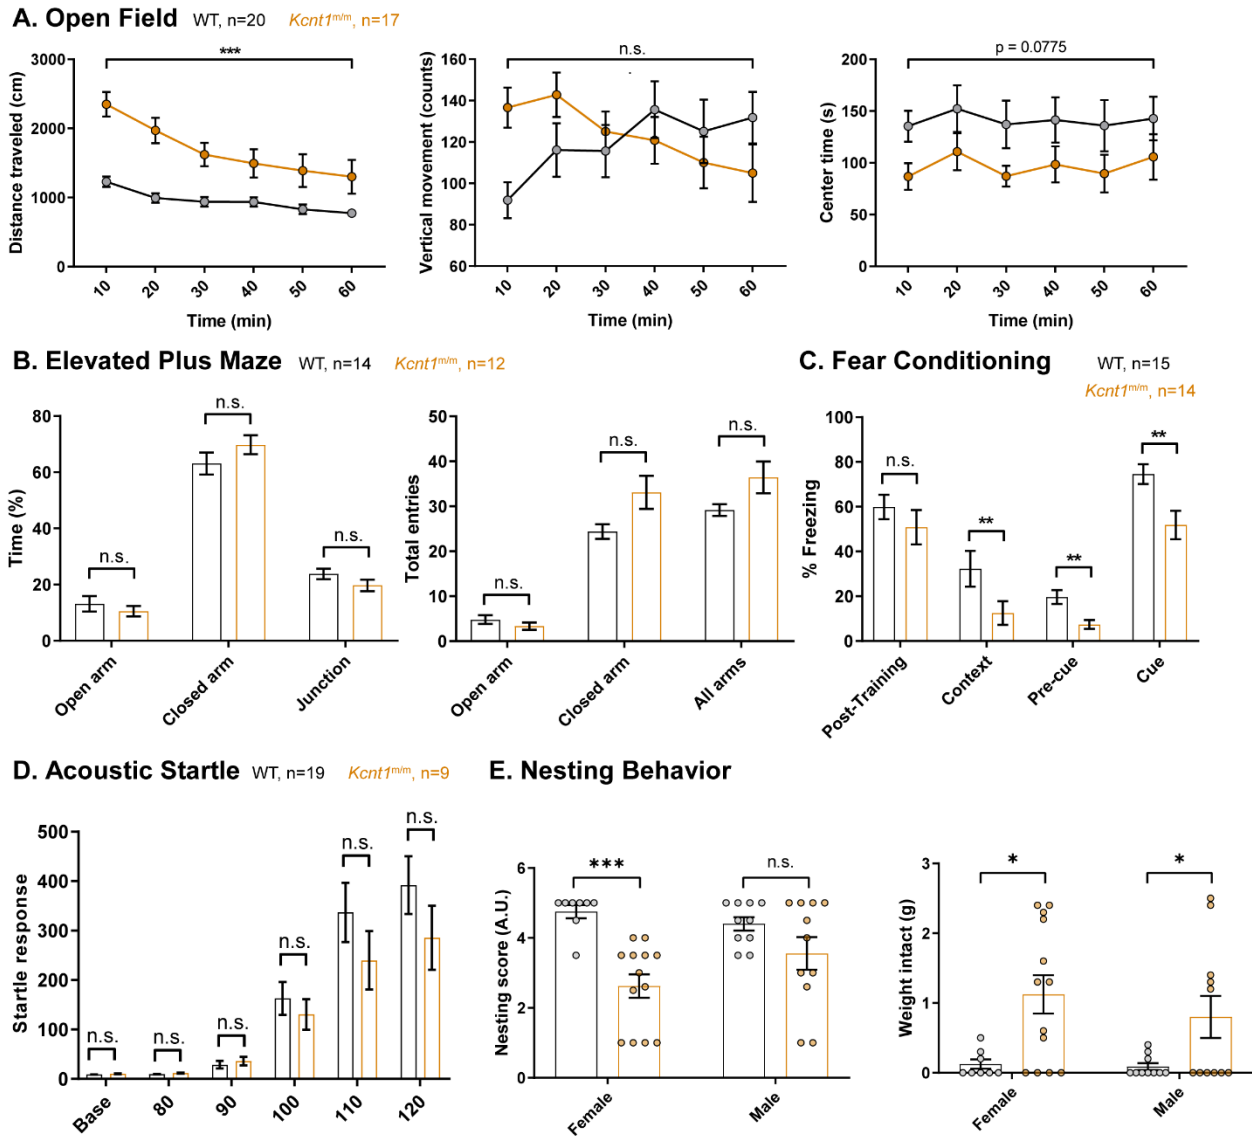 A. Open Field WT, n=20 Kcnt1m/m, n=17
***
Distance traveled (cm)
3000
2000
1000
0
10 20 30 40 50 60
Time (min)
n.s.
Vertical movement (counts)
160
140
120
100
80
60
10 20 30 40 50 60
Time (min)
p = 0.0775
Center time (s)
200
150
100
50
0
10 20 30 40 50 60
Time (min)
B. Elevated Plus Maze WT, n=14 Kcnt1m/m, n=12
Time (%)
80
60
40
20
0
n.s. n.s. n.s.
Open arm Closed arm Junction
Total entries
50
40
30
20
10
0
n.s. n.s. n.s.
Open arm Closed arm All arms
C. Fear Conditioning WT, n=15
Kcnt1m/m, n=14
% Freezing
100
80
60
40
20
0
n.s. ** ** **
Post-Training Context Pre-cue Cue
D. Acoustic Startle WT, n=19 Kcnt1m/m, n=9
Startle response
500
400
300
200
100
0
n.s. n.s. n.s. n.s. n.s. n.s.
Base 80 90 100 110 120
E. Nesting Behavior
Nesting score (A.U.)
6
4
2
0
*** n.s.
Female Male
Weight intact (g)
3
2
1
0
* *
Female Male